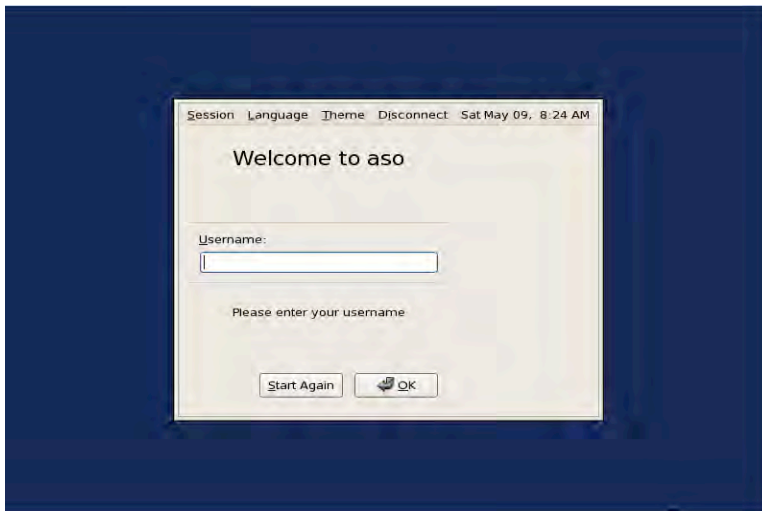 Session Language Theme Disconnect Sat May 09, 8:24 AM
Welcome to aso
Username:
Please enter your username
Start Again OK